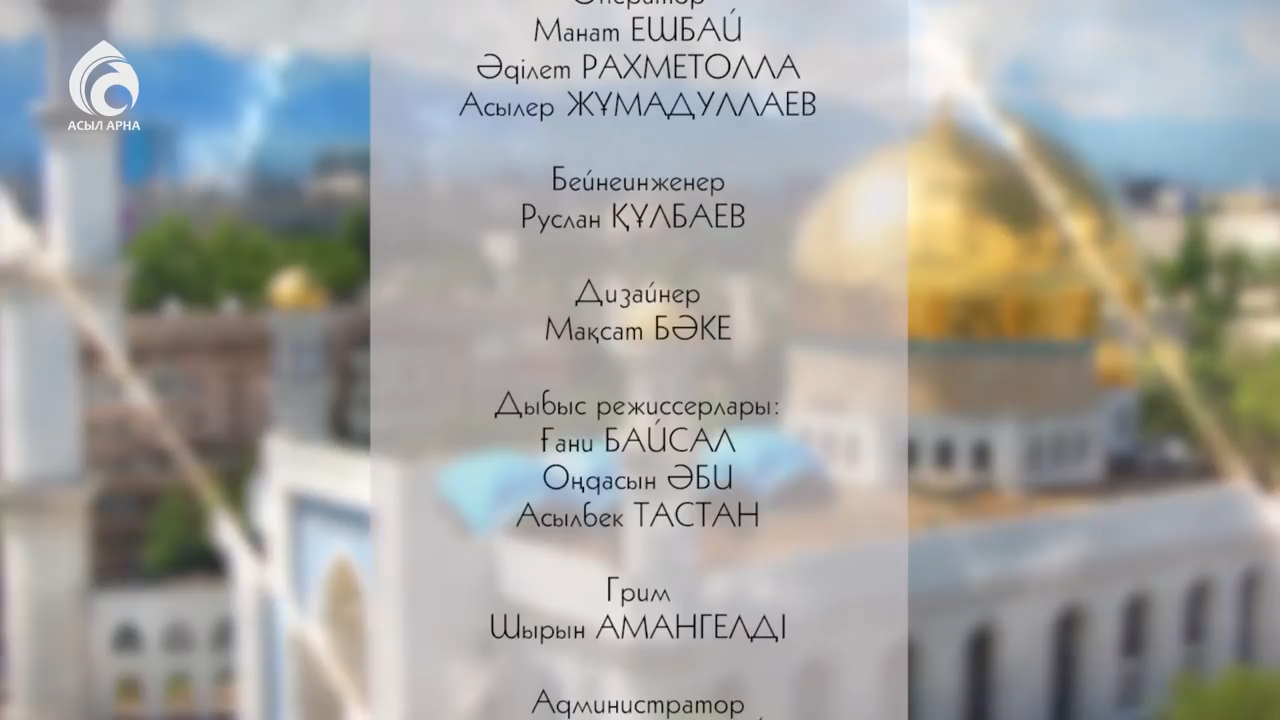 АСЫЛ АРНА
Оператор
Манат ЕШБАЙ
Әділет РАХМЕТОЛЛА
Асылер ЖҰМАДУЛЛАЕВ
Бейнеинженер
Руслан ҚҰЛБАЕВ
Дизайнер
Мақсат БӘКЕ
Дыбыс режиссерлары:
Ғани БАЙСАЛ
Оңдасын ӘБИ
Асылбек ТАСТАН
Грим
Шырын АМАНГЕЛДІ
Администратор